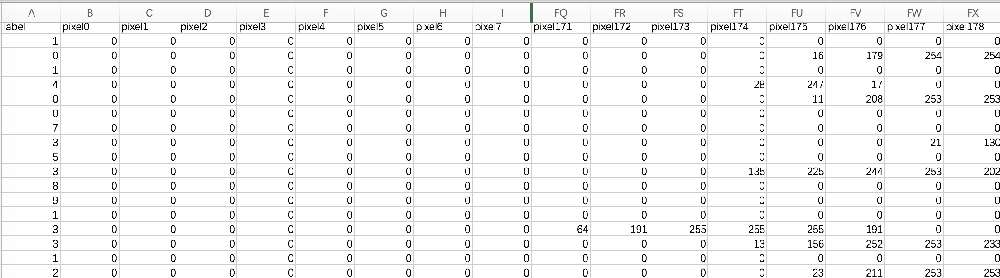 A B C D E F G H I FQ FR FS FT FU FV FW FX
label pixel0 pixel1 pixel2 pixel3 pixel4 pixel5 pixel6 pixel7 pixel171 pixel172 pixel173 pixel174 pixel175 pixel176 pixel177 pixel178
1 0 0 0 0 0 0 0 0 0 0 0 0 0 0 0 0
0 0 0 0 0 0 0 0 0 0 0 0 0 16 179 254 254
1 0 0 0 0 0 0 0 0 0 0 0 0 0 0 0 0
4 0 0 0 0 0 0 0 0 0 0 0 28 247 17 0 0
0 0 0 0 0 0 0 0 0 0 0 0 0 11 208 253 253
0 0 0 0 0 0 0 0 0 0 0 0 0 0 0 0 0
7 0 0 0 0 0 0 0 0 0 0 0 0 0 0 0 0
3 0 0 0 0 0 0 0 0 0 0 0 0 0 0 21 130
5 0 0 0 0 0 0 0 0 0 0 0 0 0 0 0 0
3 0 0 0 0 0 0 0 0 0 0 0 135 225 244 253 202
8 0 0 0 0 0 0 0 0 0 0 0 0 0 0 0 0
9 0 0 0 0 0 0 0 0 0 0 0 0 0 0 0 0
1 0 0 0 0 0 0 0 0 0 0 0 0 0 0 0 0
3 0 0 0 0 0 0 0 0 64 191 255 255 255 191 0 0
3 0 0 0 0 0 0 0 0 0 0 0 13 156 252 253 233
1 0 0 0 0 0 0 0 0 0 0 0 0 0 0 0 0
2 0 0 0 0 0 0 0 0 0 0 0 0 23 211 253 253